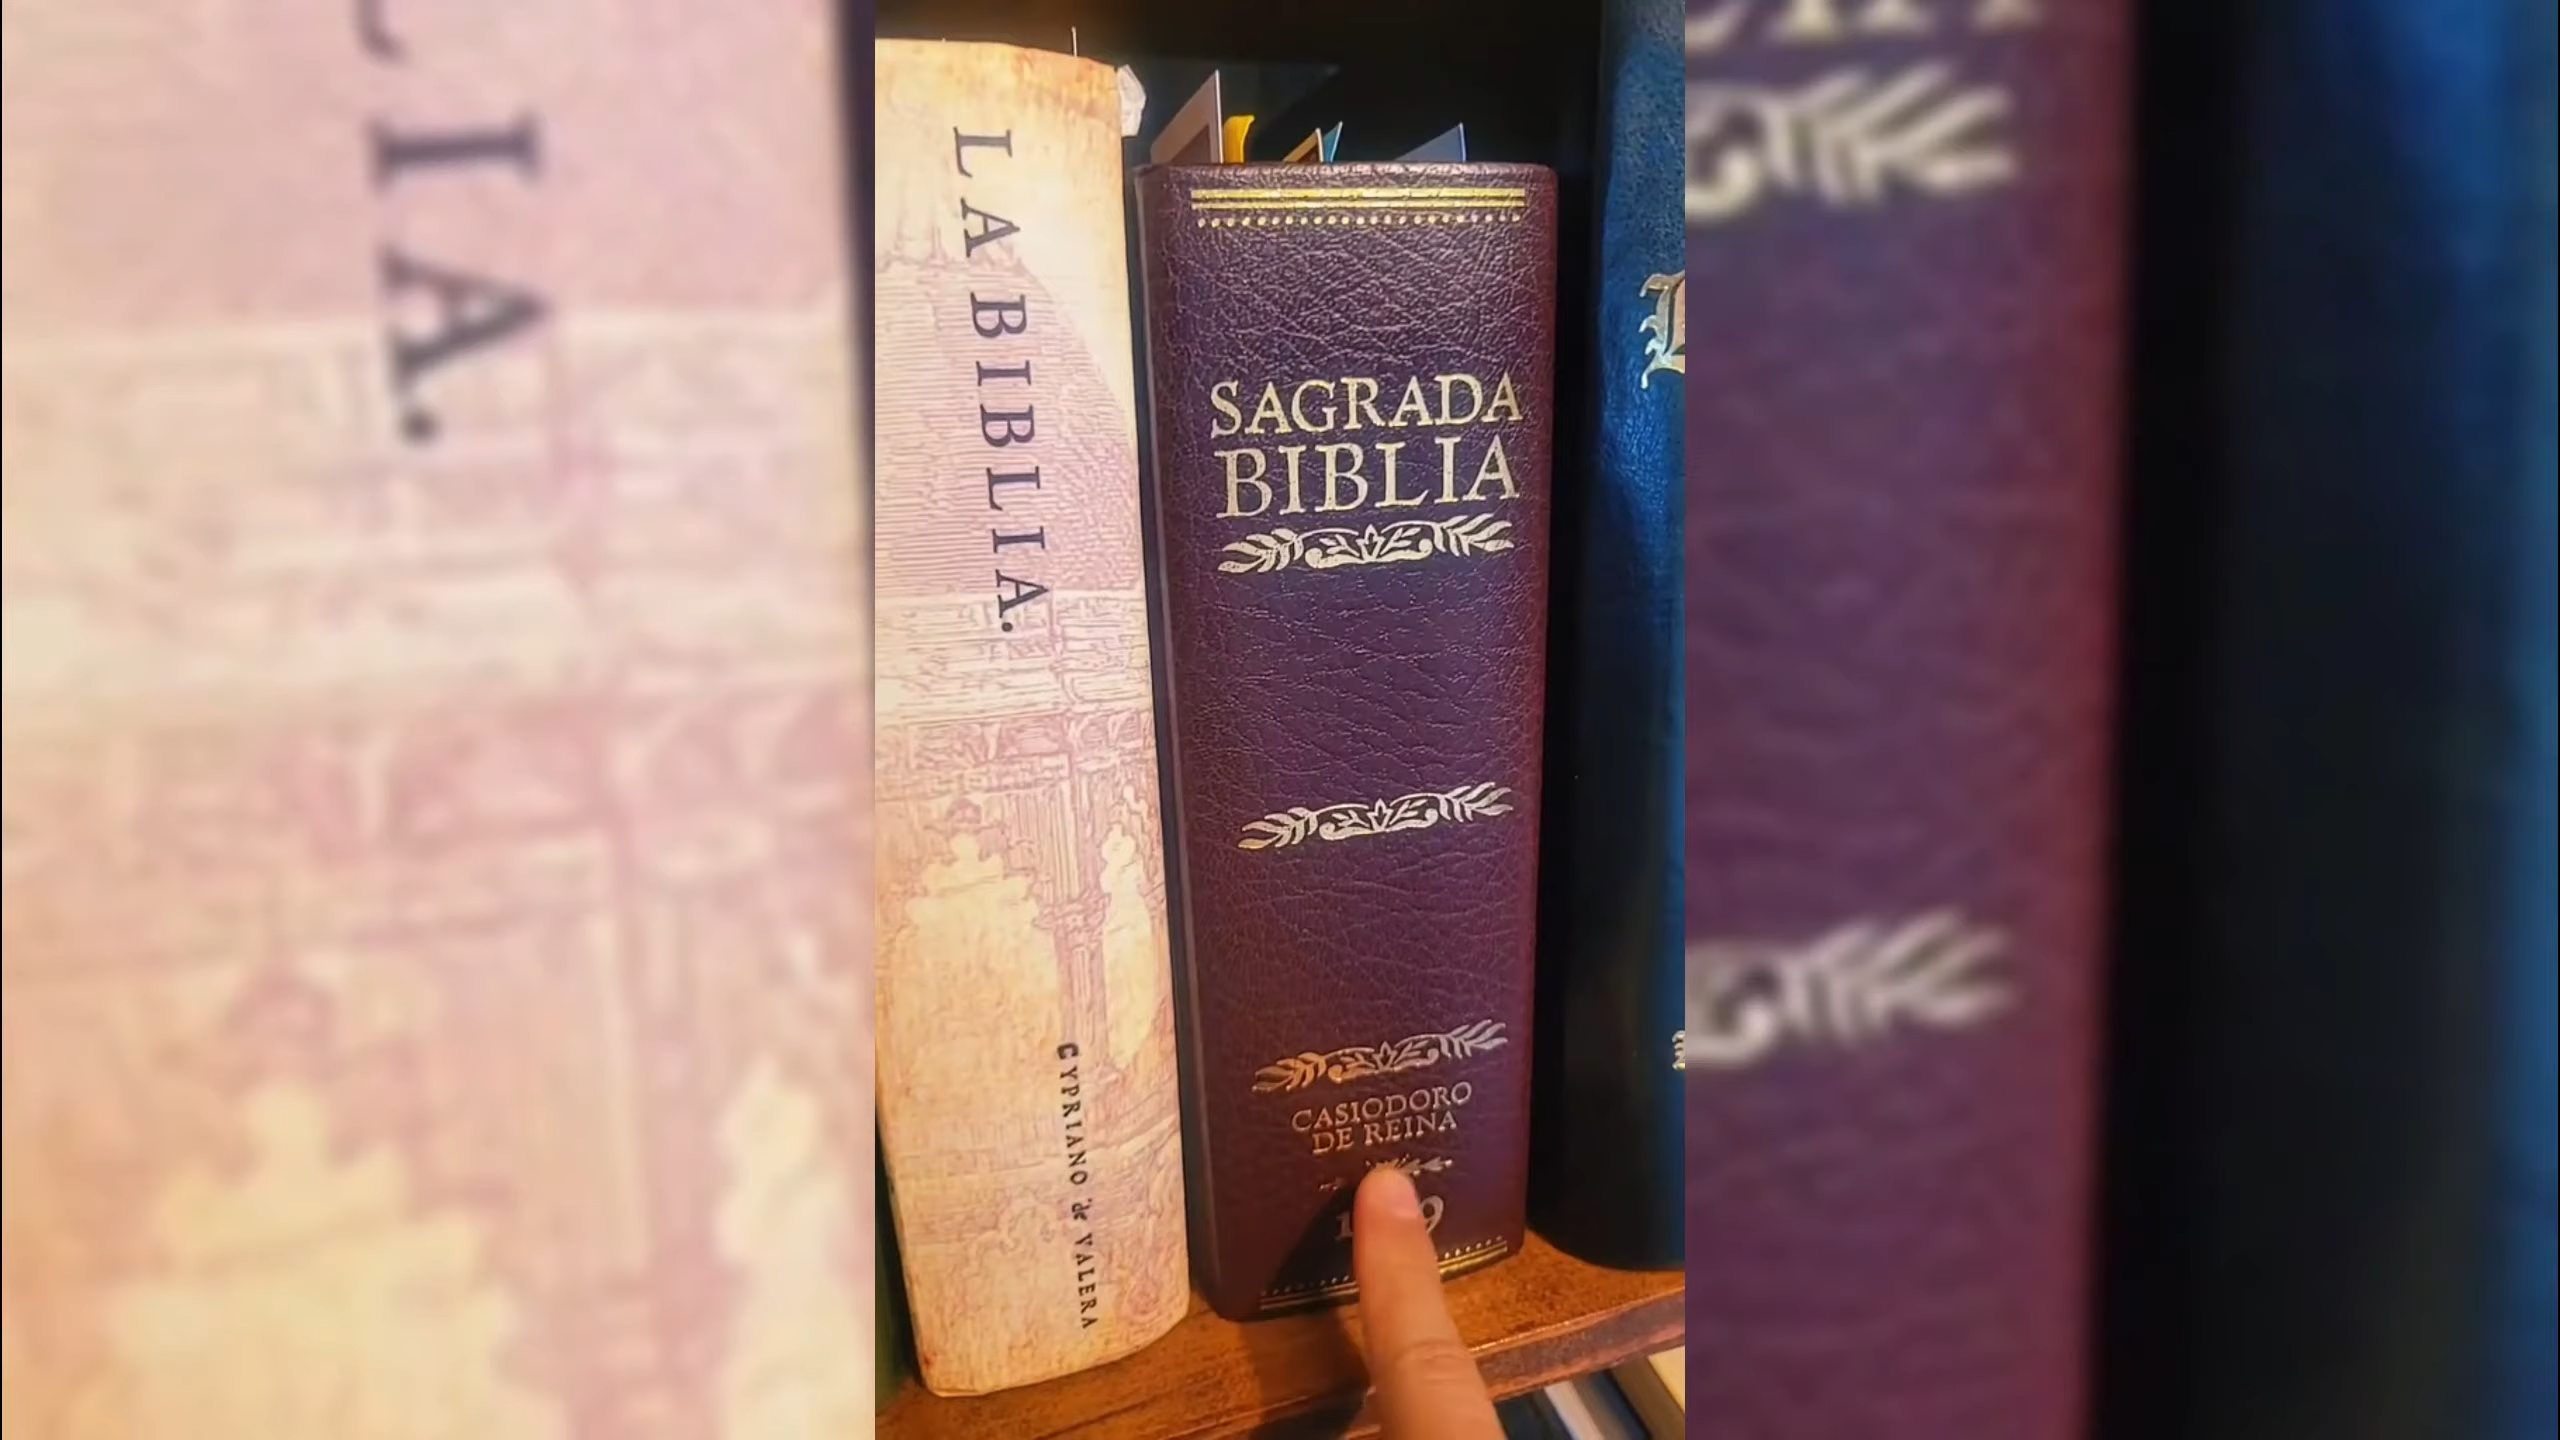 LA BIBLIA.
CYPRIANO de VALERA
SAGRADA
BIBLIA
CASIODORO
DE REINA